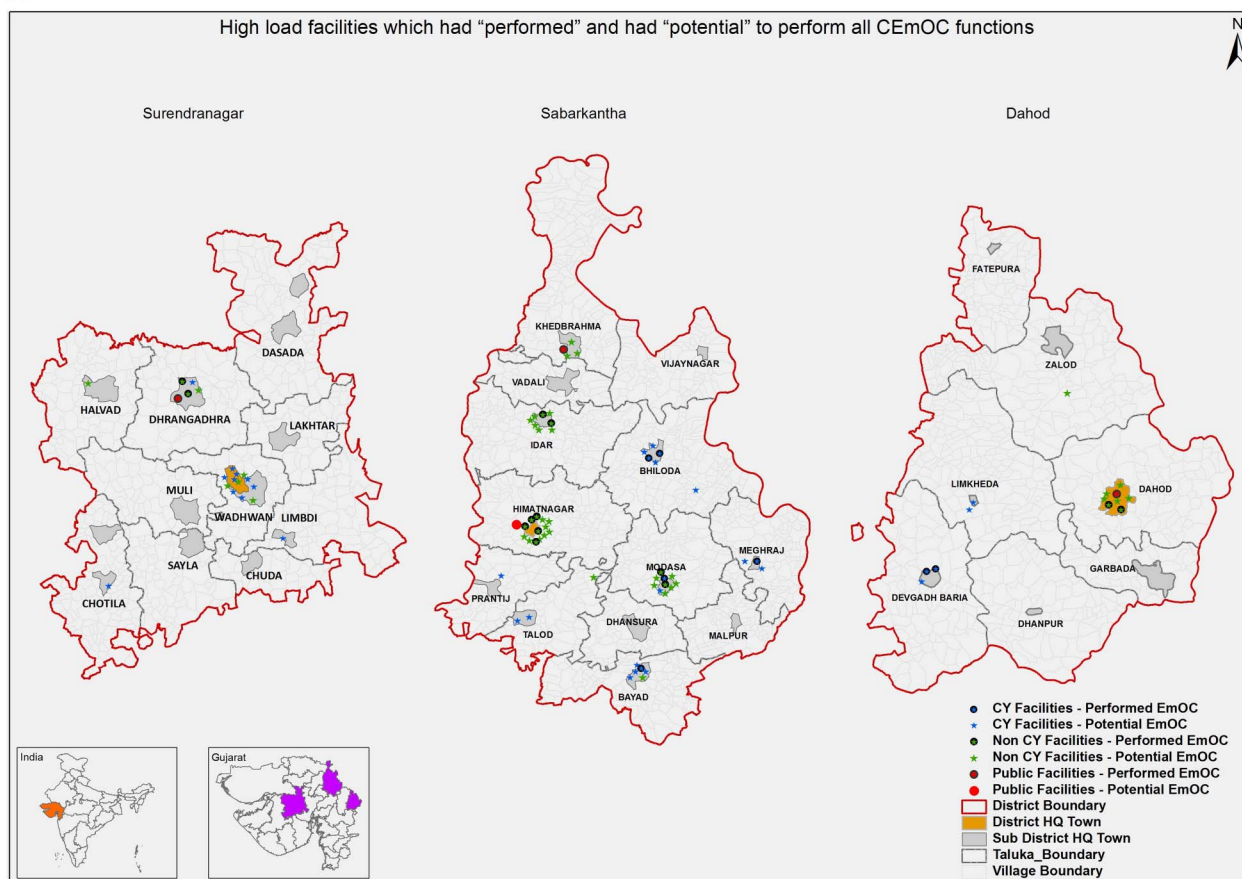 High load facilities which had “performed” and had “potential” to perform all CEmOC functions
N
Surendranagar
Sabarkantha
Dahod
DASADA
HALVAD
DHRANGADHRA
LAKHTAR
MULI
WADHWAN
LIMBDI
SAYLA
CHUDA
CHOTILA
KHEDBRAHMA
VIJAYNAGAR
VADALI
IDAR
BHILODA
HIMATNAGAR
MEGHRAJ
MODASA
PRANTIJ
TALOD
DHANSURA
MALPUR
BAYAD
FATEPURA
ZALOD
LIMKHEDA
DAHOD
GARBADA
DEVGADH BARIA
DHANPUR
CY Facilities - Performed EmOC
CY Facilities - Potential EmOC
Non CY Facilities - Performed EmOC
Non CY Facilities - Potential EmOC
Public Facilities - Performed EmOC
Public Facilities - Potential EmOC
District Boundary
District HQ Town
Sub District HQ Town
Taluka_Boundary
Village Boundary
India
Gujarat